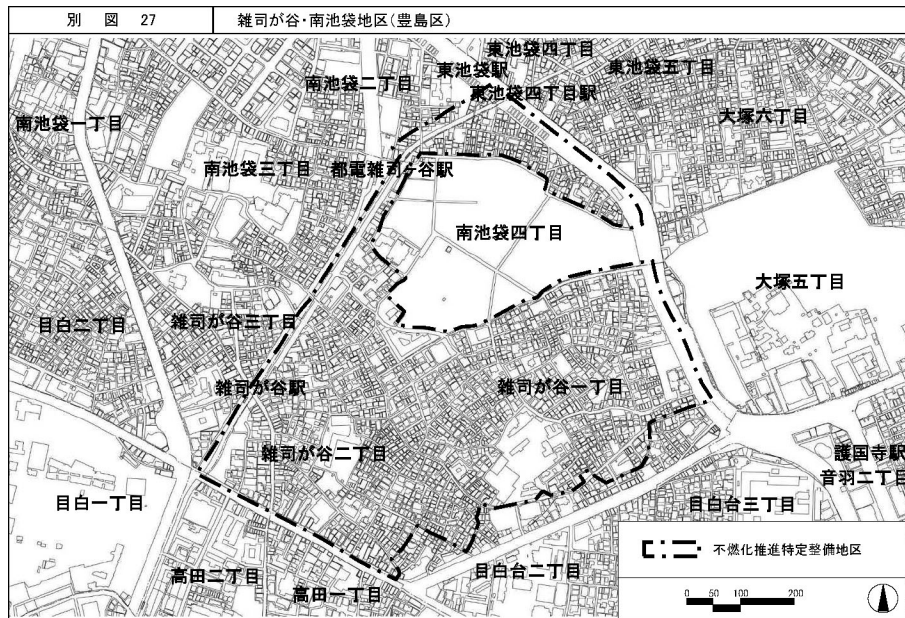 別 図 27
雑司が谷・南池袋地区(豊島区)
東池袋四丁目
東池袋駅
東池袋五丁目
南池袋二丁目
東池袋四丁目駅
大塚六丁目
南池袋一丁目
南池袋三丁目
都電雑司ヶ谷駅
南池袋四丁目
大塚五丁目
雑司が谷三丁目
目白二丁目
雑司が谷駅
雑司が谷一丁目
雑司が谷二丁目
護国寺駅
音羽二丁目
目白一丁目
目白台三丁目
不燃化推進特定整備地区
高田二丁目
目白台二丁目
高田一丁目
0 50 100 200